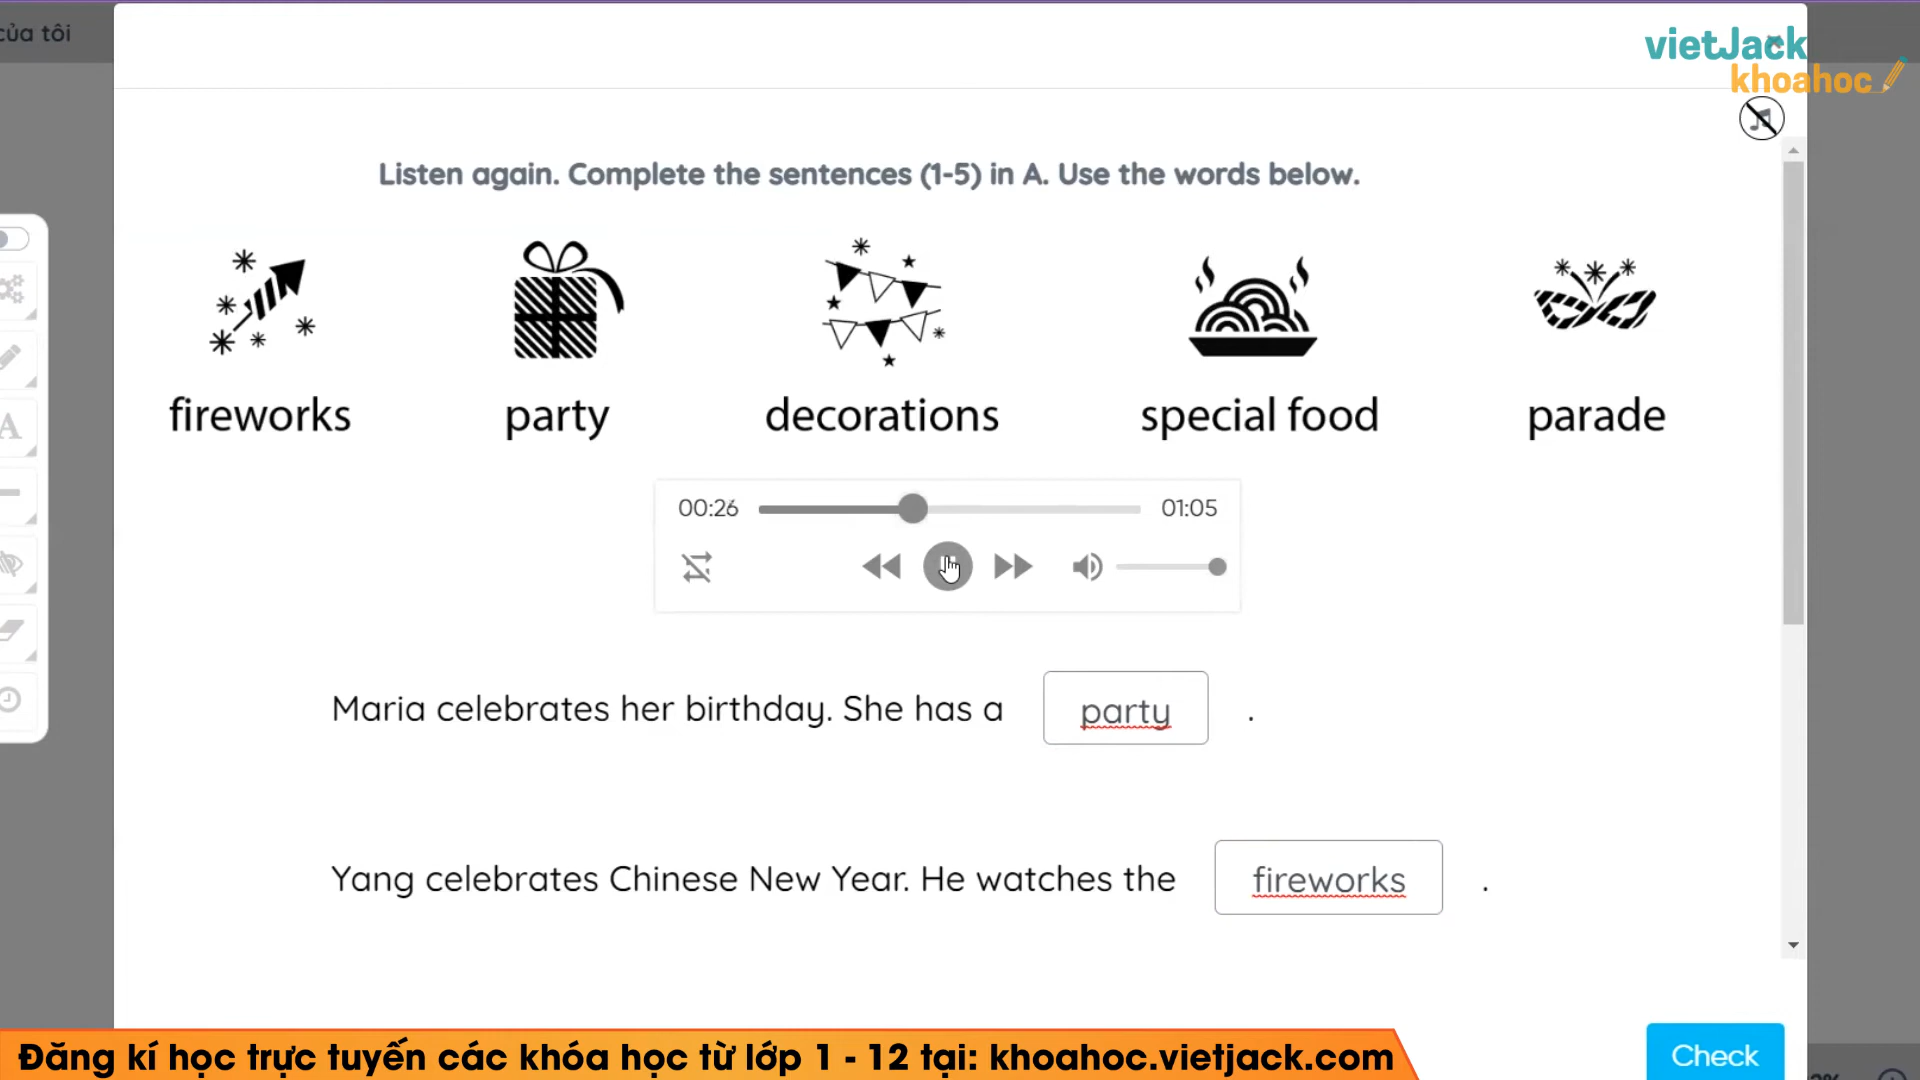 của tôi
vietJack
khoahoc
Listen again. Complete the sentences (1-5) in A. Use the words below.
fireworks party decorations special food parade
00:26 01:05
A
Maria celebrates her birthday. She has a party .
Yang celebrates Chinese New Year. He watches the fireworks .
Check
Đăng kí học trực tuyến các khóa học từ lớp 1 - 12 tại: khoahoc.vietjack.com